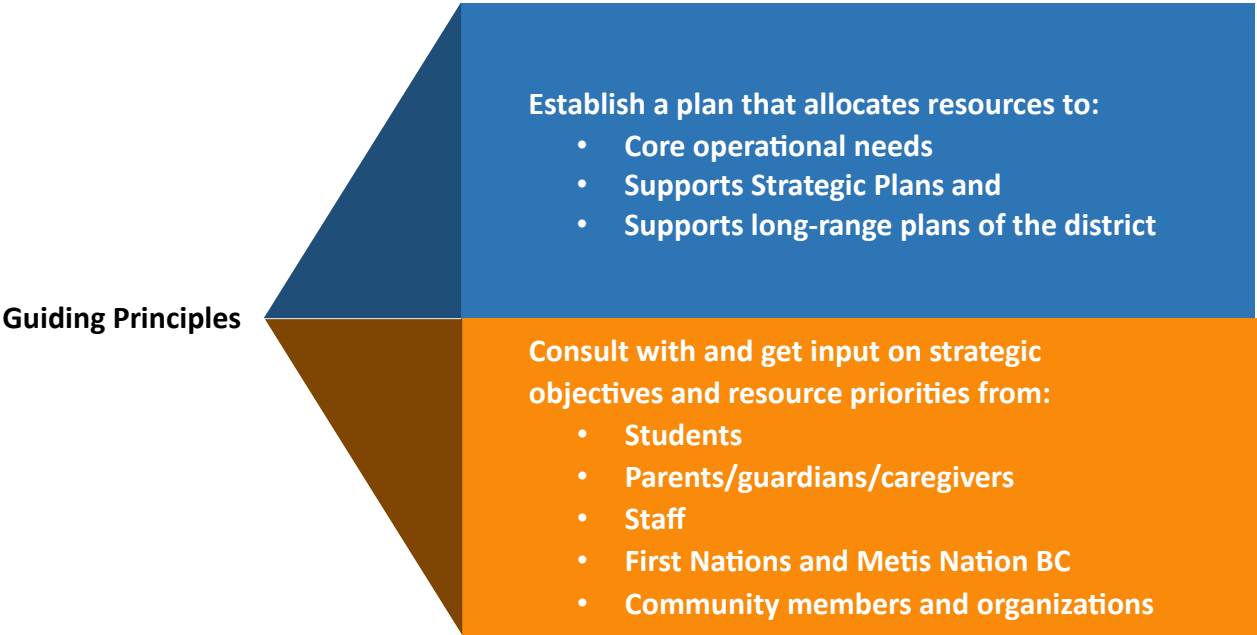 Guiding Principles
Establish a plan that allocates resources to:
• Core operational needs
• Supports Strategic Plans and
• Supports long-range plans of the district
Consult with and get input on strategic
objectives and resource priorities from:
• Students
• Parents/guardians/caregivers
• Staff
• First Nations and Metis Nation BC
• Community members and organizations